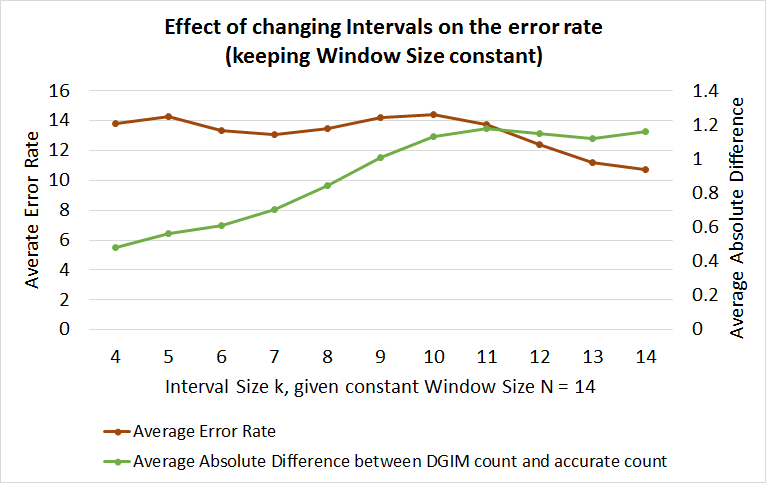 Effect of changing Intervals on the error rate
(keeping Window Size constant)
Averate Error Rate
16
14
12
10
8
6
4
2
0
1.4
1.2
1
0.8
0.6
0.4
0.2
0
Average Absolute Difference
4 5 6 7 8 9 10 11 12 13 14
Interval Size k, given constant Window Size N = 14
Average Error Rate
Average Absolute Difference between DGIM count and accurate count